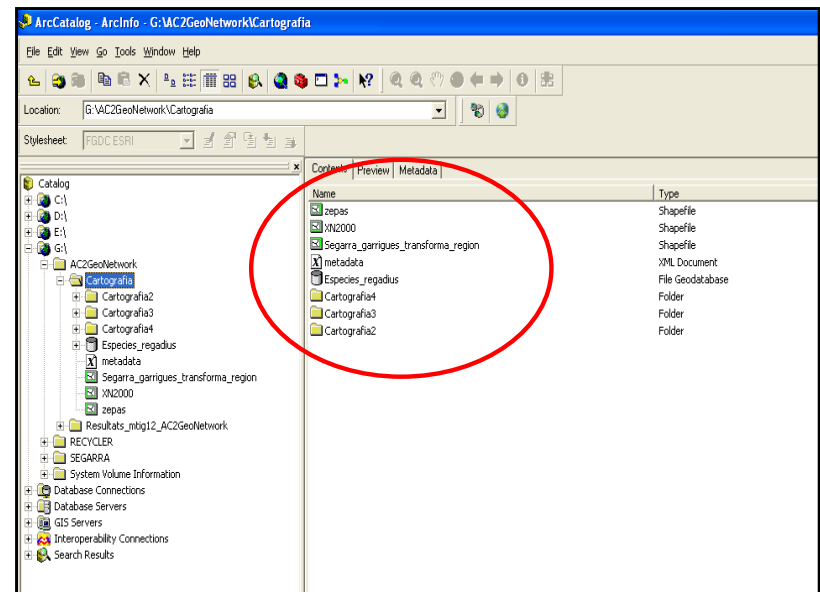 ArcCatalog - ArcInfo - G:\AC2GeoNetwork\Cartografia
File Edit View Go Tools Window Help
Location: G:\AC2GeoNetwork\Cartografia
Stylesheet: FGDC ESRI
Contents Preview Metadata
Catalog
C:\
D:\
E:\
G:\
AC2GeoNetwork
Cartografia
Cartografia2
Cartografia3
Cartografia4
Especies_regadius
metadata
Segarra_garrigues_transforma_region
XN2000
zepas
Resultats_mtig12_AC2GeoNetwork
RECYCLER
SEGARRA
System Volume Information
Database Connections
Database Servers
GIS Servers
Interoperability Connections
Search Results
Name Type
zepas Shapefile
XN2000 Shapefile
Segarra_garrigues_transforma_region Shapefile
metadata XML Document
Especies_regadius File Geodatabase
Cartografia4 Folder
Cartografia3 Folder
Cartografia2 Folder